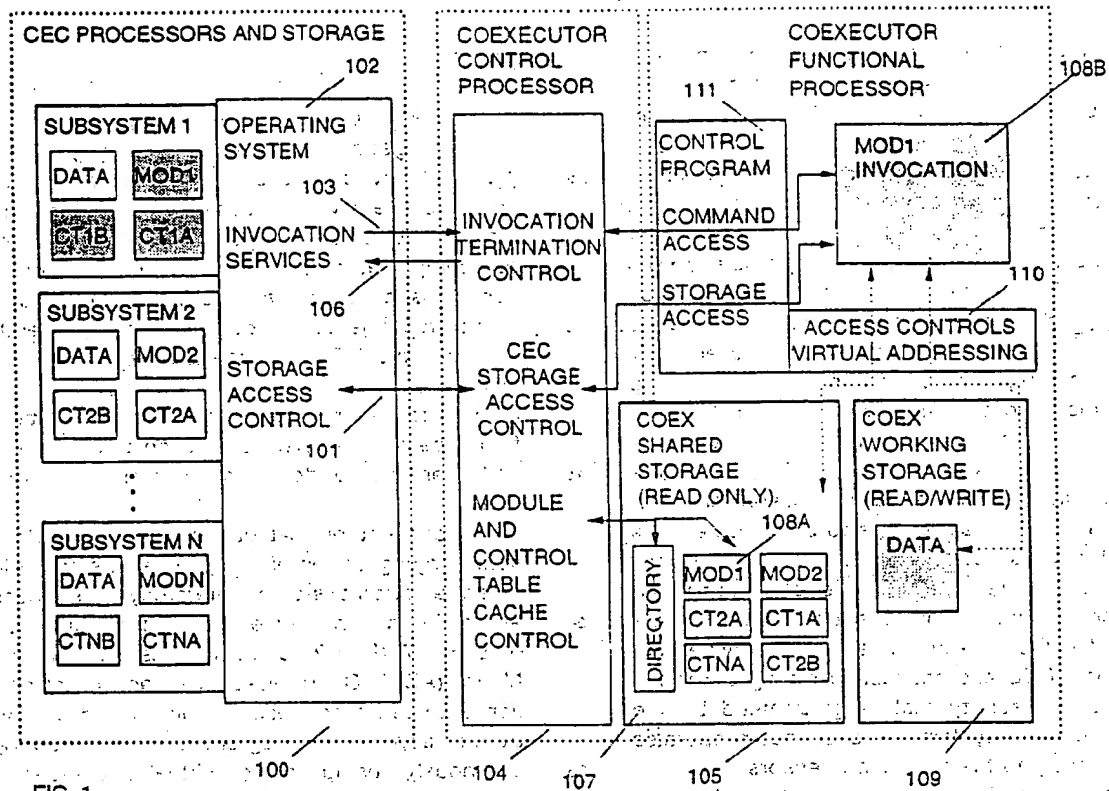 CEC PROCESSORS AND STORAGE
102
SUBSYSTEM 1
DATA
MOD1
CT1B
CT1A
OPERATING
SYSTEM
103
INVOCATION
SERVICES
106
SUBSYSTEM 2
DATA
MOD2
CT2B
CT2A
STORAGE
ACCESS
CONTROL
101
SUBSYSTEM N
DATA
MODN
CTNB
CTNA
100
COEXECUTOR
CONTROL
PROCESSOR
INVOCATION
TERMINATION
CONTROL
CEC
STORAGE
ACCESS
CONTROL
MODULE
AND
CONTROL
TABLE
CACHE
CONTROL
104
COEXECUTOR
FUNCTIONAL
PROCESSOR
108B
111
CONTROL
PROGRAM
COMMAND
ACCESS
STORAGE
ACCESS
MOD1
INVOCATION
110
ACCESS CONTROLS
VIRTUAL ADDRESSING
COEX
SHARED
STORAGE
(READ ONLY)
108A
DIRECTORY
MOD1
MOD2
CT2A
CT1A
CTNA
CT2B
107
105
COEX
WORKING
STORAGE
(READ/WRITE)
DATA
109
FIG. 1